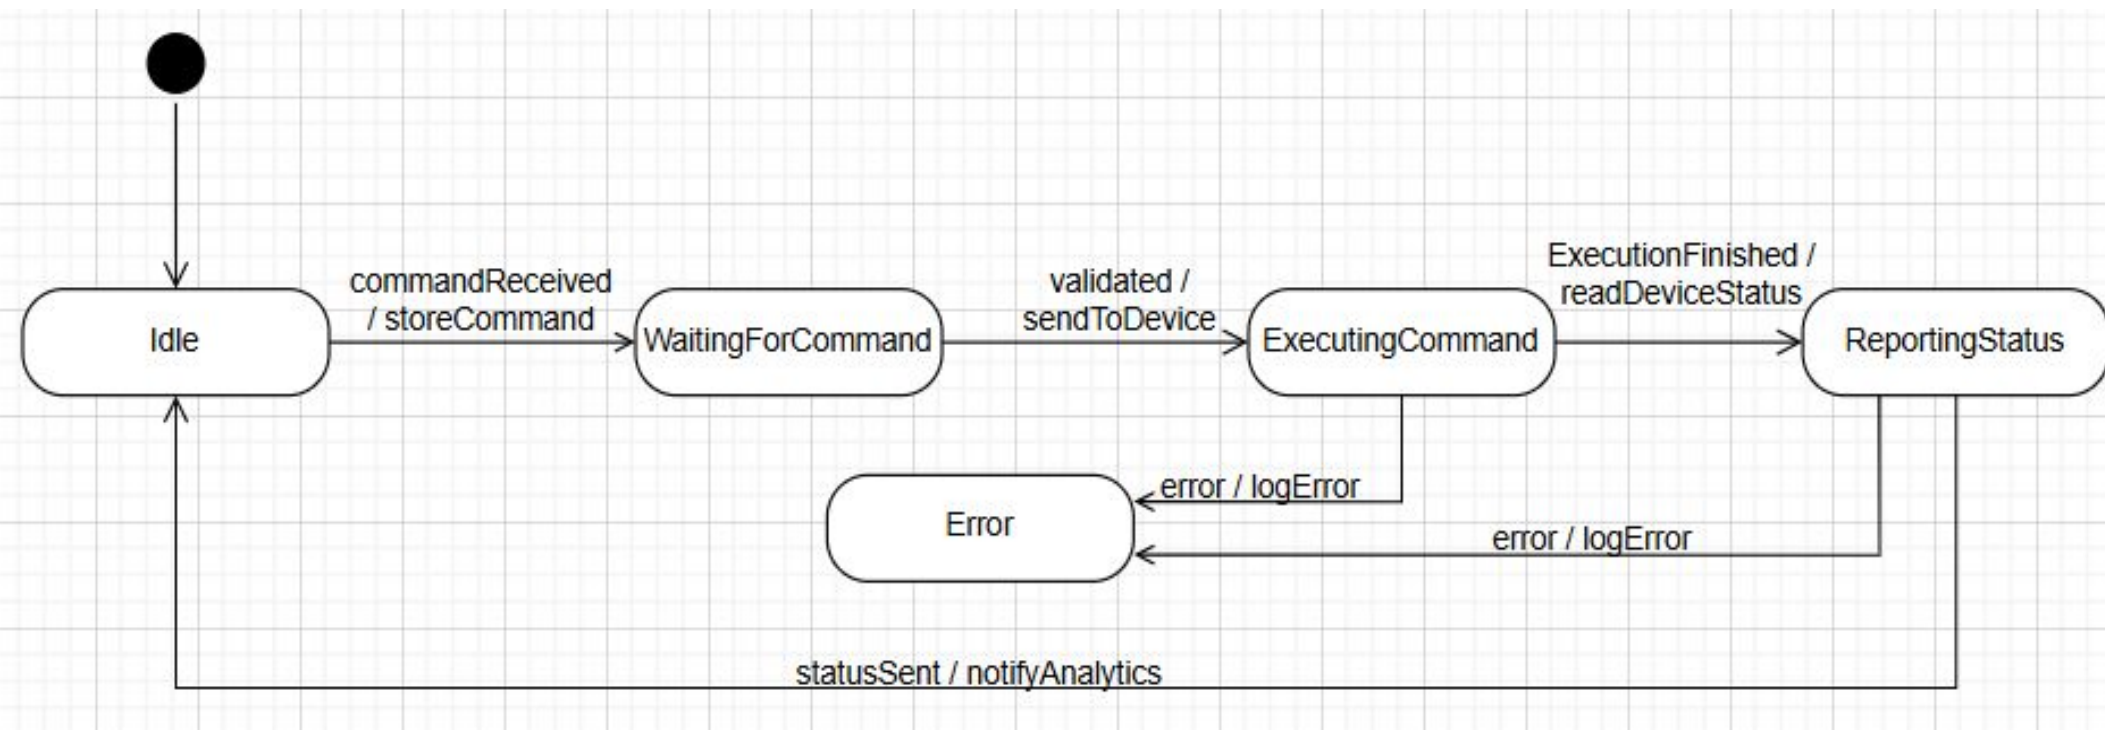 ExecutionFinished /
readDeviceStatus
commandReceived
/ storeCommand
validated /
sendToDevice
Idle
WaitingForCommand
ExecutingCommand
ReportingStatus
error / logError
Error
error / logError
statusSent / notifyAnalytics